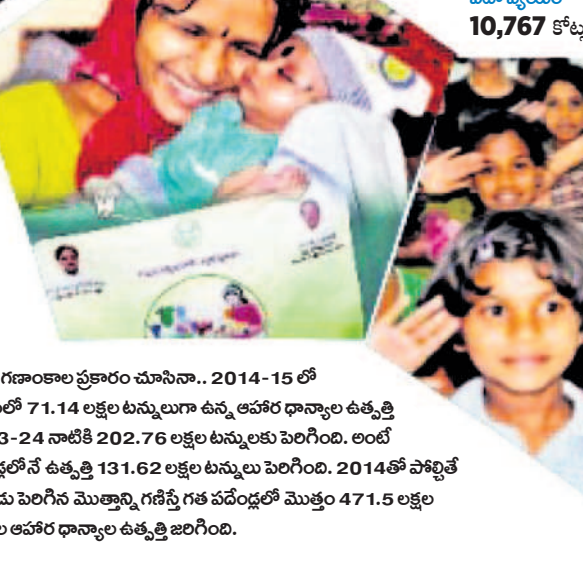 10,767 కోట్ల
గణాంకాల ప్రకారం చూసినా.. 2014-15 లో
లో 71.14 లక్షల టన్నులుగా ఉన్న ఆహార ధాన్యాల ఉత్పత్తి
3-24 నాటికి 202.76 లక్షల టన్నులకు పెరిగింది. అంటే
లోనే ఉత్పత్తి 131.62 లక్షల టన్నులు పెరిగింది. 2014తో పోల్చితే
డు పెరిగిన మొత్తాన్ని గణిస్తే గత పదేండ్లలో మొత్తం 471.5 లక్షల
ల ఆహార ధాన్యాల ఉత్పత్తి జరిగింది.